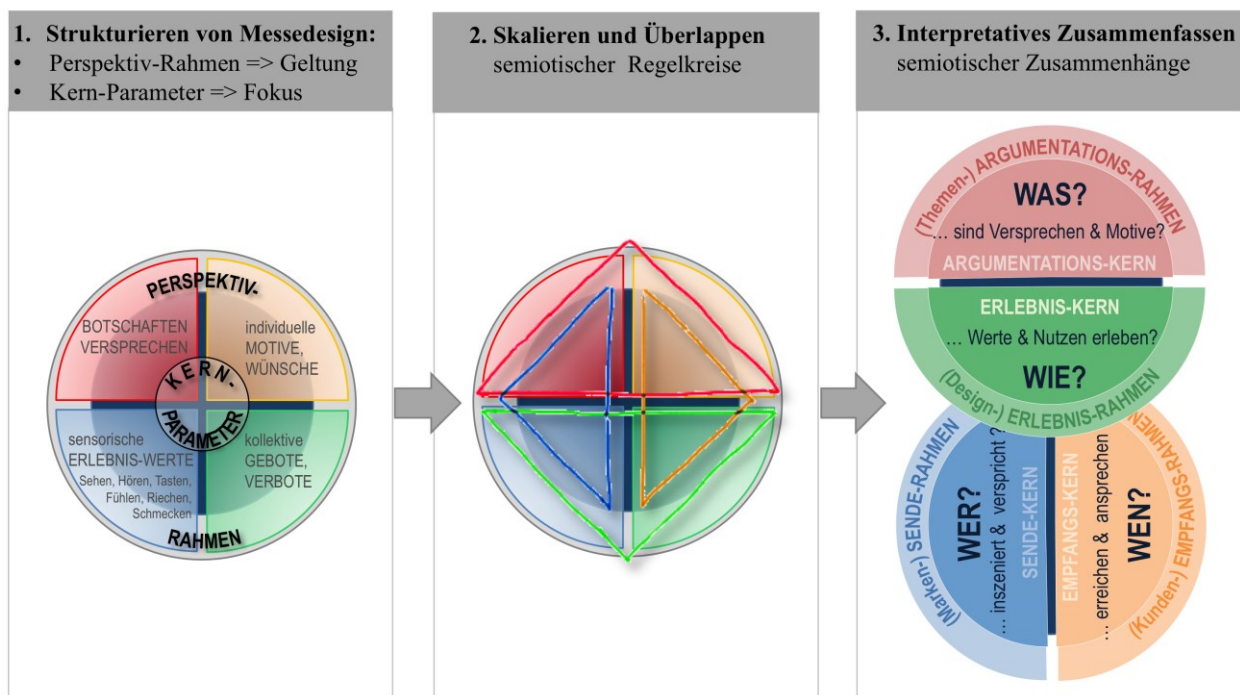 1. Strukturieren von Messedesign:
• Perspektiv-Rahmen => Geltung
• Kern-Parameter => Fokus
PERSPEKTIV-
BOTSCHAFTEN
VERSPRECHEN
individuelle
MOTIVE,
WÜNSCHE
KERN-
PARAMETER
sensorische
ERLEBNIS-WERTE
Sehen, Hören, Tasten,
Fühlen, Riechen,
Schmecken
kollektive
GEBOTE,
VERBOTE
RAHMEN
2. Skalieren und Überlappen
semiotischer Regelkreise
3. Interpretatives Zusammenfassen
semiotischer Zusammenhänge
(Themen-) ARGUMENTATIONS-RAHMEN
WAS?
... sind Versprechen & Motive?
ARGUMENTATIONS-KERN
ERLEBNIS-KERN
... Werte & Nutzen erleben?
WIE?
(Design-) ERLEBNIS-RAHMEN
(Marken-) SENDE-RAHMEN
WER?
... inszeniert & verspricht ?
SENDE-KERN
EMPFANGS-KERN
... erreichen & ansprechen
WEN?
(Kunden-) EMPFANGS-RAHMEN